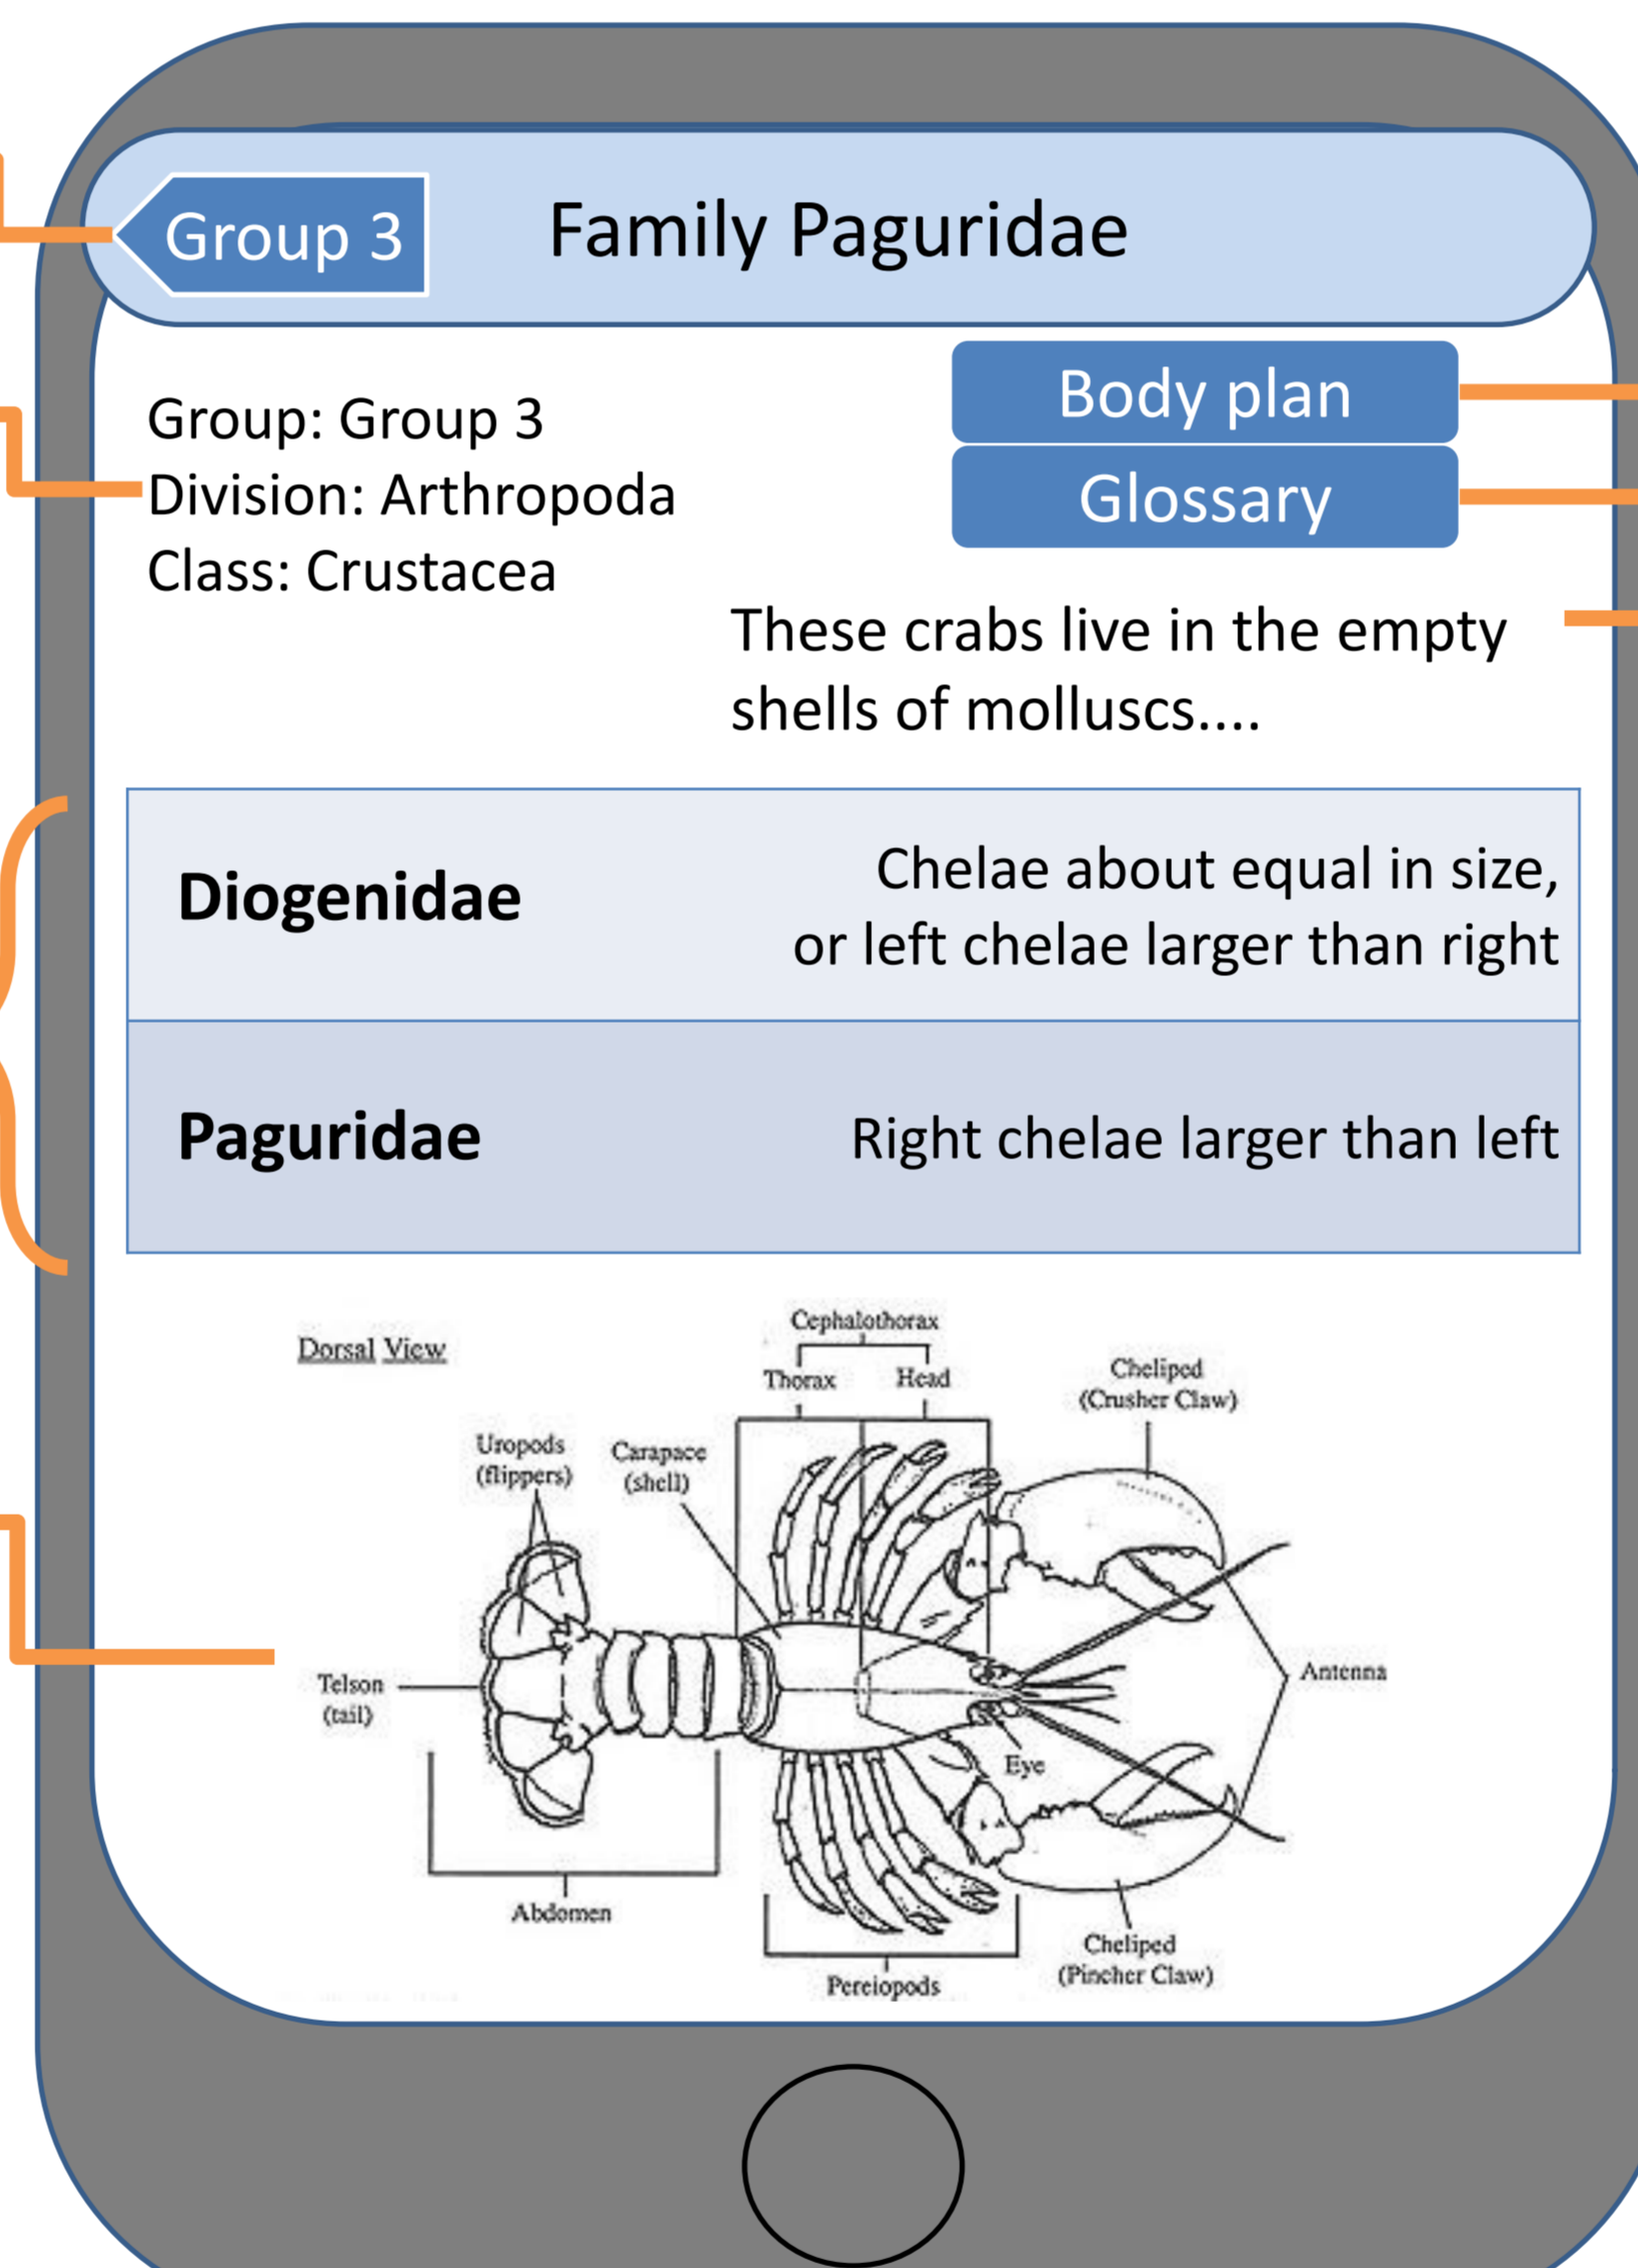 Group 3
Family Paguridae
Body plan
Glossary
Group: Group 3
Division: Arthropoda
Class: Crustacea
These crabs live in the empty
shells of molluscs....
Diogenidae
Chelae about equal in size,
or left chelae larger than right
Paguridae
Right chelae larger than left
Dorsal View
Cephalothorax
Thorax
Head
Cheliped
(Crusher Claw)
Uropods
(flippers)
Carapace
(shell)
Telson
(tail)
Antenna
Eye
Abdomen
Pereiopods
Cheliped
(Pincher Claw)